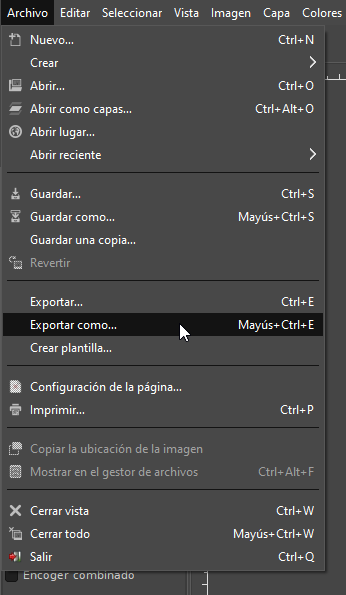 Archivo Editar Seleccionar Vista Imagen Capa Colores
Nuevo... Ctrl+N
Crear
Abrir... Ctrl+O
Abrir como capas... Ctrl+Alt+O
Abrir lugar...
Abrir reciente
Guardar... Ctrl+S
Guardar como... Mayús+Ctrl+S
Guardar una copia...
Revertir
Exportar... Ctrl+E
Exportar como... Mayús+Ctrl+E
Crear plantilla...
Configuración de la página...
Imprimir... Ctrl+P
Copiar la ubicación de la imagen
Mostrar en el gestor de archivos Ctrl+Alt+F
Cerrar vista Ctrl+W
Cerrar todo Mayús+Ctrl+W
Salir Ctrl+Q
Encoger combinado